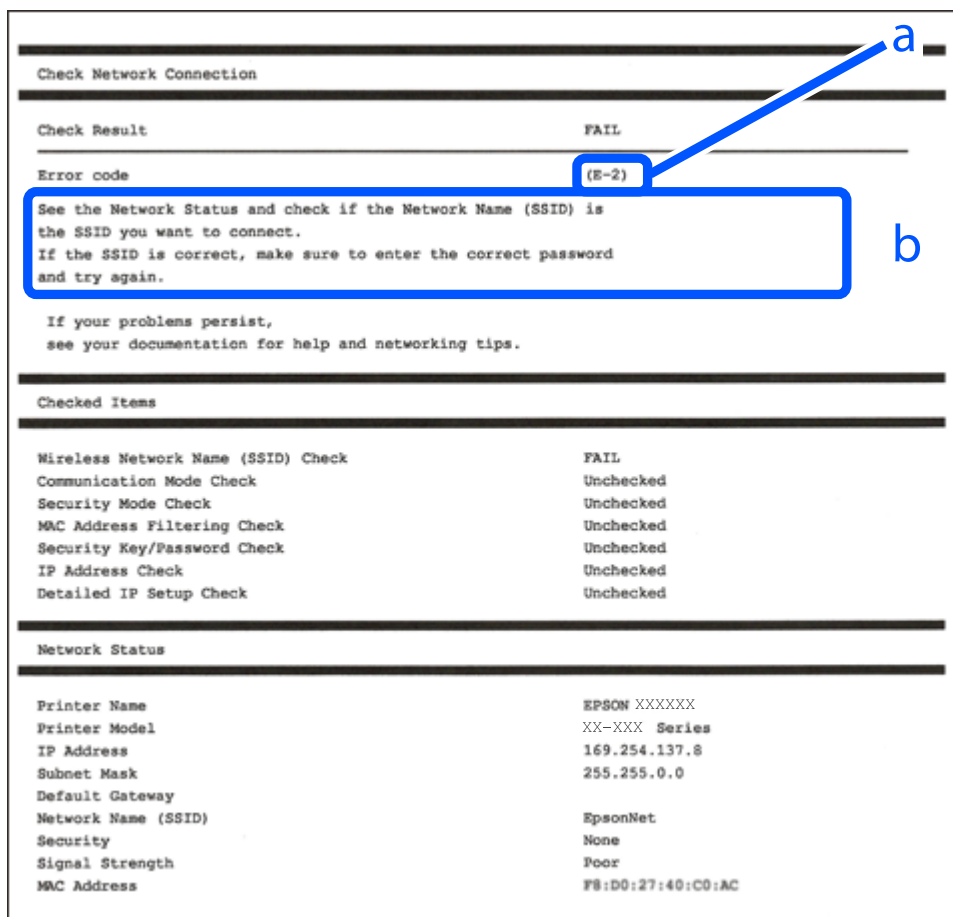 a
Check Network Connection
Check Result FAIL
Error code (E-2)
See the Network Status and check if the Network Name (SSID) is
the SSID you want to connect.
If the SSID is correct, make sure to enter the correct password
and try again.
b
If your problems persist,
see your documentation for help and networking tips.
Checked Items
Wireless Network Name (SSID) Check FAIL
Communication Mode Check Unchecked
Security Mode Check Unchecked
MAC Address Filtering Check Unchecked
Security Key/Password Check Unchecked
IP Address Check Unchecked
Detailed IP Setup Check Unchecked
Network Status
Printer Name EPSON XXXXXX
Printer Model XX-XXX Series
IP Address 169.254.137.8
Subnet Mask 255.255.0.0
Default Gateway
Network Name (SSID) EpsonNet
Security None
Signal Strength Poor
MAC Address F8:D0:27:40:C0:AC